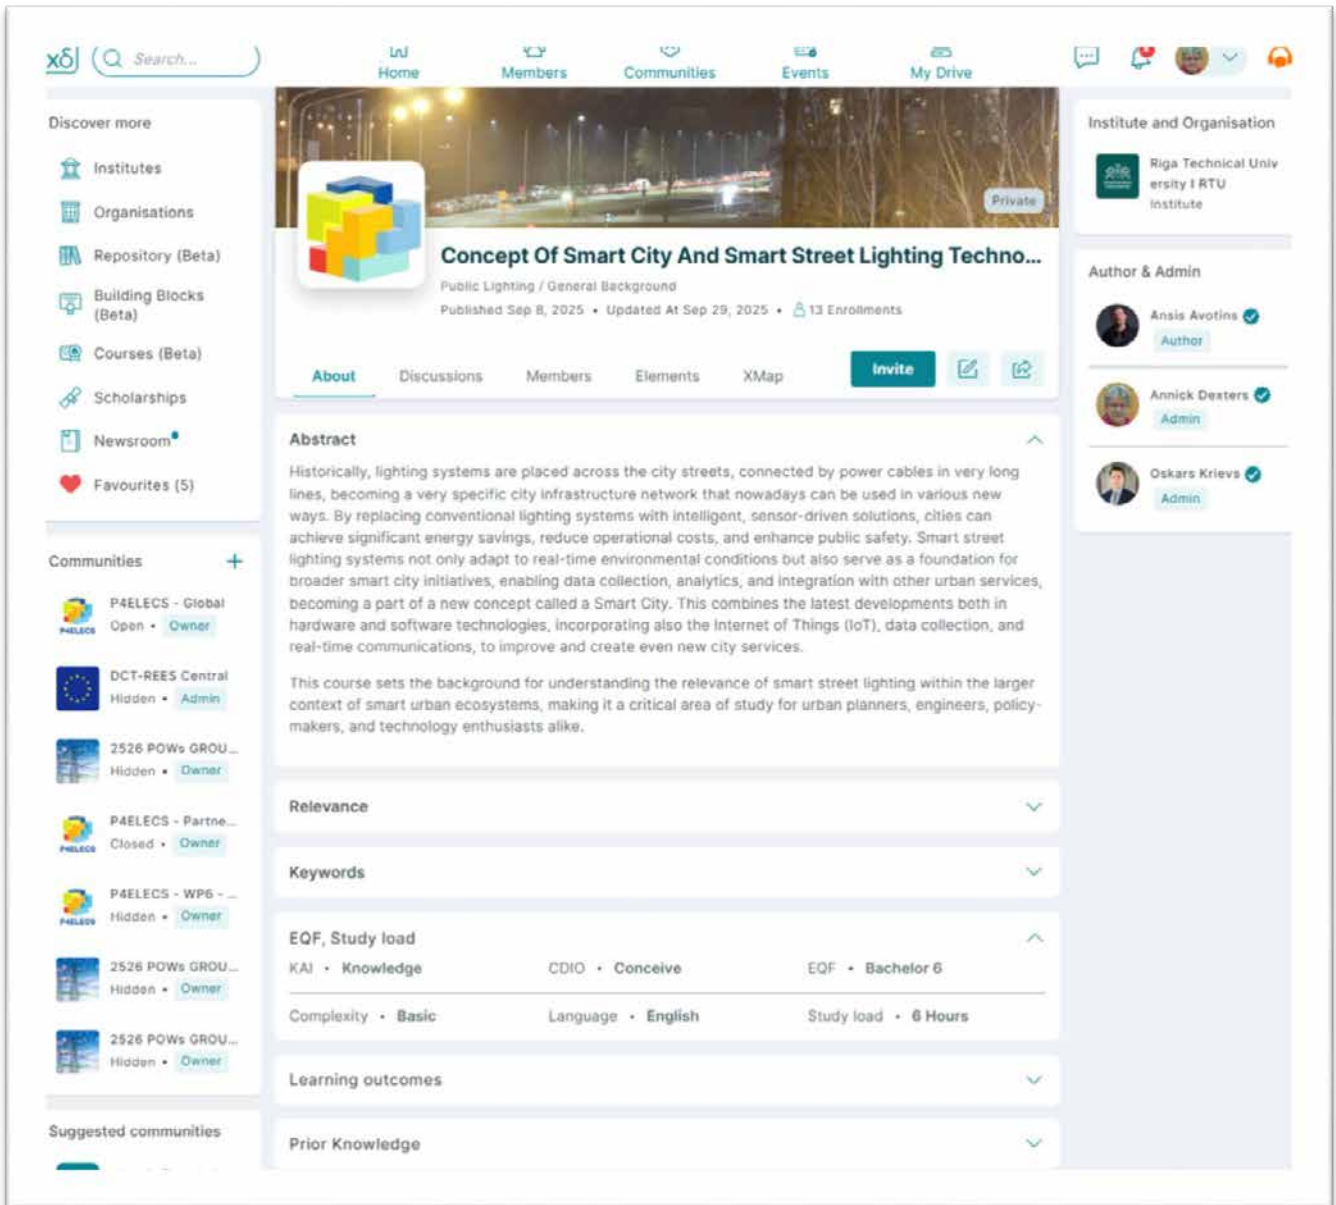 xδ
Search...
Home
Members
Communities
Events
My Drive
Discover more
Institutes
Organisations
Repository (Beta)
Building Blocks
(Beta)
Courses (Beta)
Scholarships
Newsroom
Favourites (5)
Communities +
P4ELECS - Global
Open • Owner
P4ELECS
DCT-REES Central
Hidden • Admin
2526 POWs GROU...
Hidden • Owner
P4ELECS - Partne...
Closed • Owner
P4ELECS
P4ELECS - WP6 - ...
Hidden • Owner
P4ELECS
2526 POWs GROU...
Hidden • Owner
2526 POWs GROU...
Hidden • Owner
Suggested communities
Private
Concept Of Smart City And Smart Street Lighting Techno...
Public Lighting / General Background
Published Sep 8, 2025 • Updated At Sep 29, 2025 • 13 Enrollments
About
Discussions
Members
Elements
XMap
Invite
Abstract
Historically, lighting systems are placed across the city streets, connected by power cables in very long
lines, becoming a very specific city infrastructure network that nowadays can be used in various new
ways. By replacing conventional lighting systems with intelligent, sensor-driven solutions, cities can
achieve significant energy savings, reduce operational costs, and enhance public safety. Smart street
lighting systems not only adapt to real-time environmental conditions but also serve as a foundation for
broader smart city initiatives, enabling data collection, analytics, and integration with other urban services,
becoming a part of a new concept called a Smart City. This combines the latest developments both in
hardware and software technologies, incorporating also the Internet of Things (IoT), data collection, and
real-time communications, to improve and create even new city services.
This course sets the background for understanding the relevance of smart street lighting within the larger
context of smart urban ecosystems, making it a critical area of study for urban planners, engineers, policy-
makers, and technology enthusiasts alike.
Relevance
Keywords
EQF, Study load
KAI • Knowledge
CDIO • Conceive
EQF • Bachelor 6
Complexity • Basic
Language • English
Study load • 6 Hours
Learning outcomes
Prior Knowledge
Institute and Organisation
Riga Technical Univ
ersity I RTU
Institute
Author & Admin
Ansis Avotins
Author
Annick Dexters
Admin
Oskars Krievs
Admin